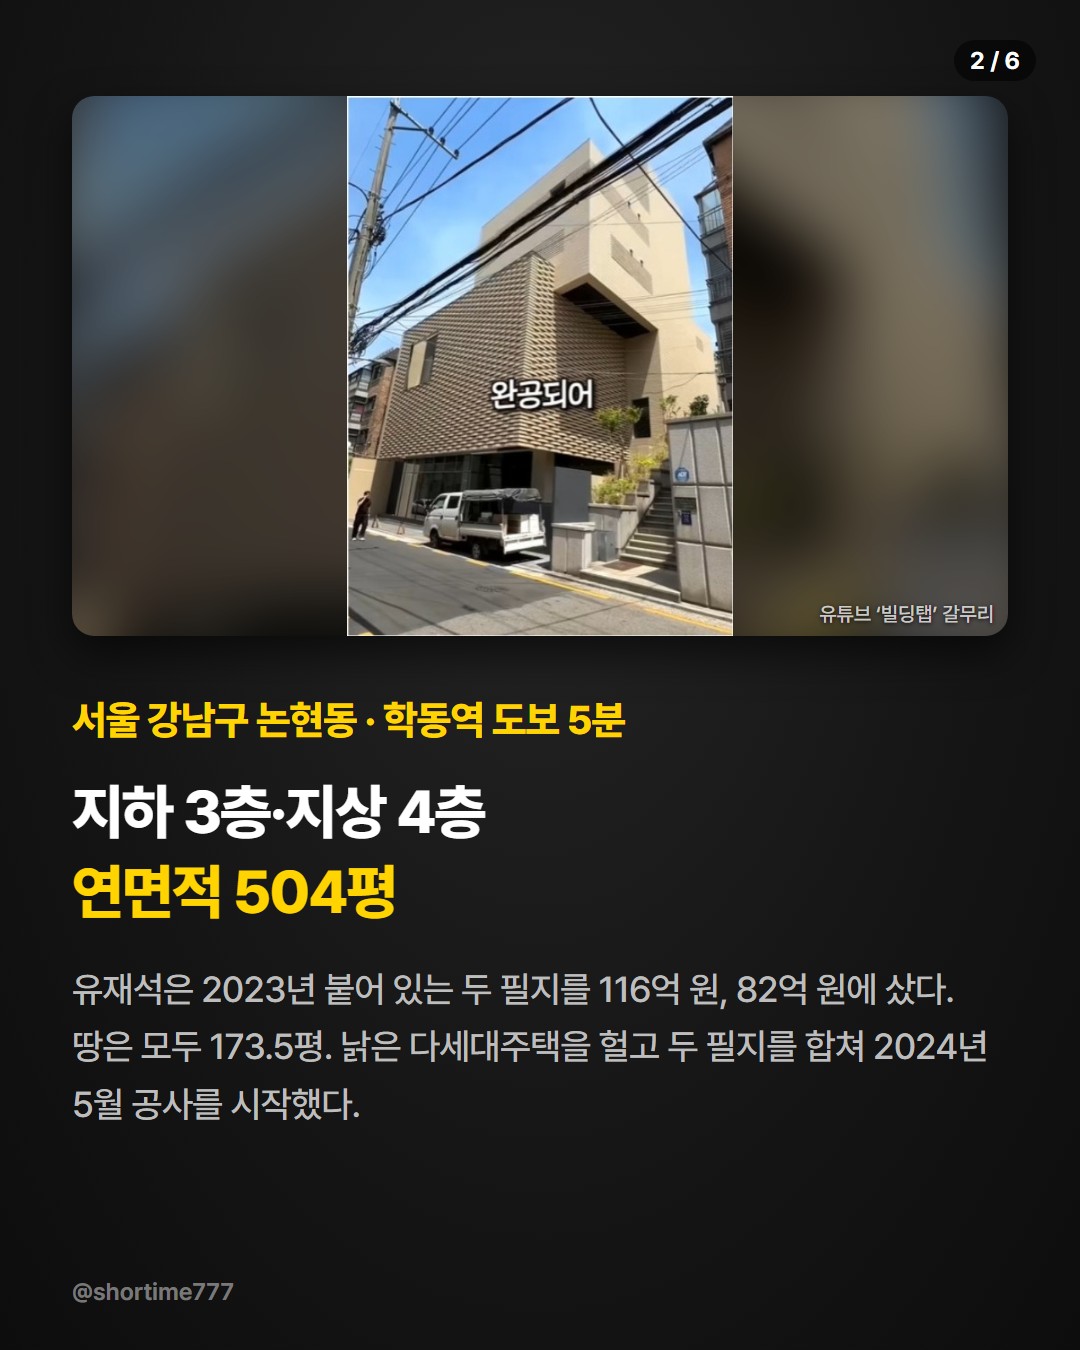 2 / 6
완공되어
유튜브 ‘빌딩탭’ 갈무리
서울 강남구 논현동 · 학동역 도보 5분
지하 3층·지상 4층
연면적 504평
유재석은 2023년 붙어 있는 두 필지를 116억 원, 82억 원에 샀다.
땅은 모두 173.5평. 낡은 다세대주택을 헐고 두 필지를 합쳐 2024년
5월 공사를 시작했다.
@shortime777